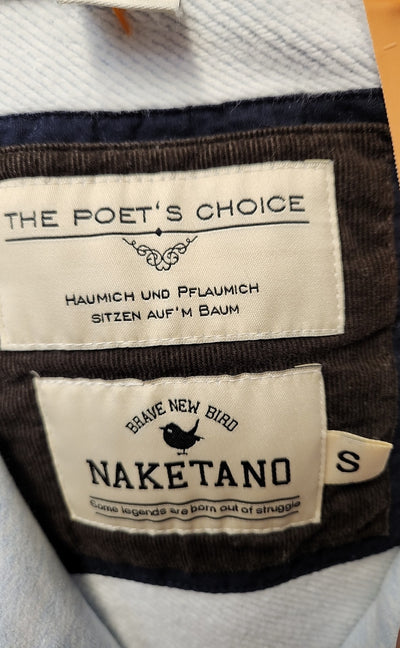 THE POET'S CHOICE
HAUMICH UND PFLAUMICH
SITZEN AUF'M BAUM
BRAVE NEW BIRD
NAKETANO
Some legends are born out of struggle
S